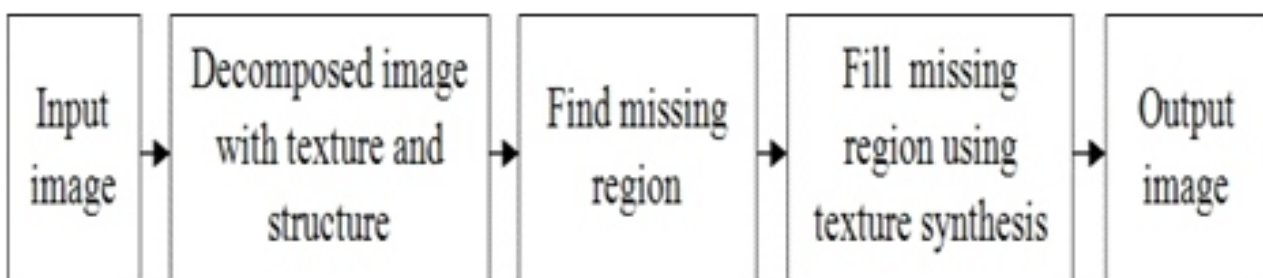 Input
image
Decomposed image
with texture and
structure
Find missing
region
Fill missing
region using
texture synthesis
Output
image